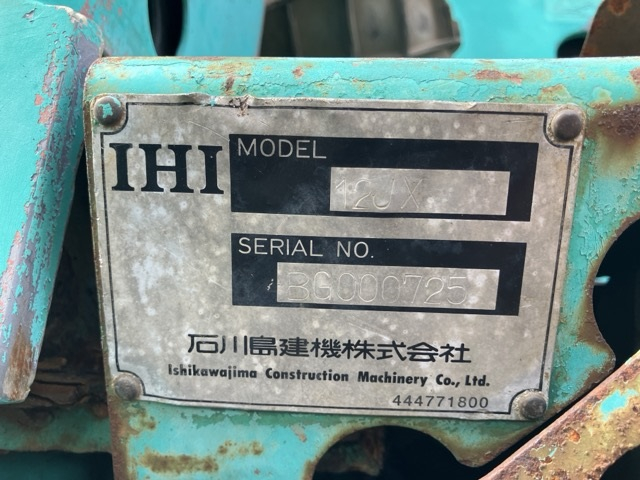 IHI
MODEL
12JX
SERIAL NO.
BG000725
石川島建機株式会社
Ishikawajima Construction Machinery Co., Ltd.
444771800